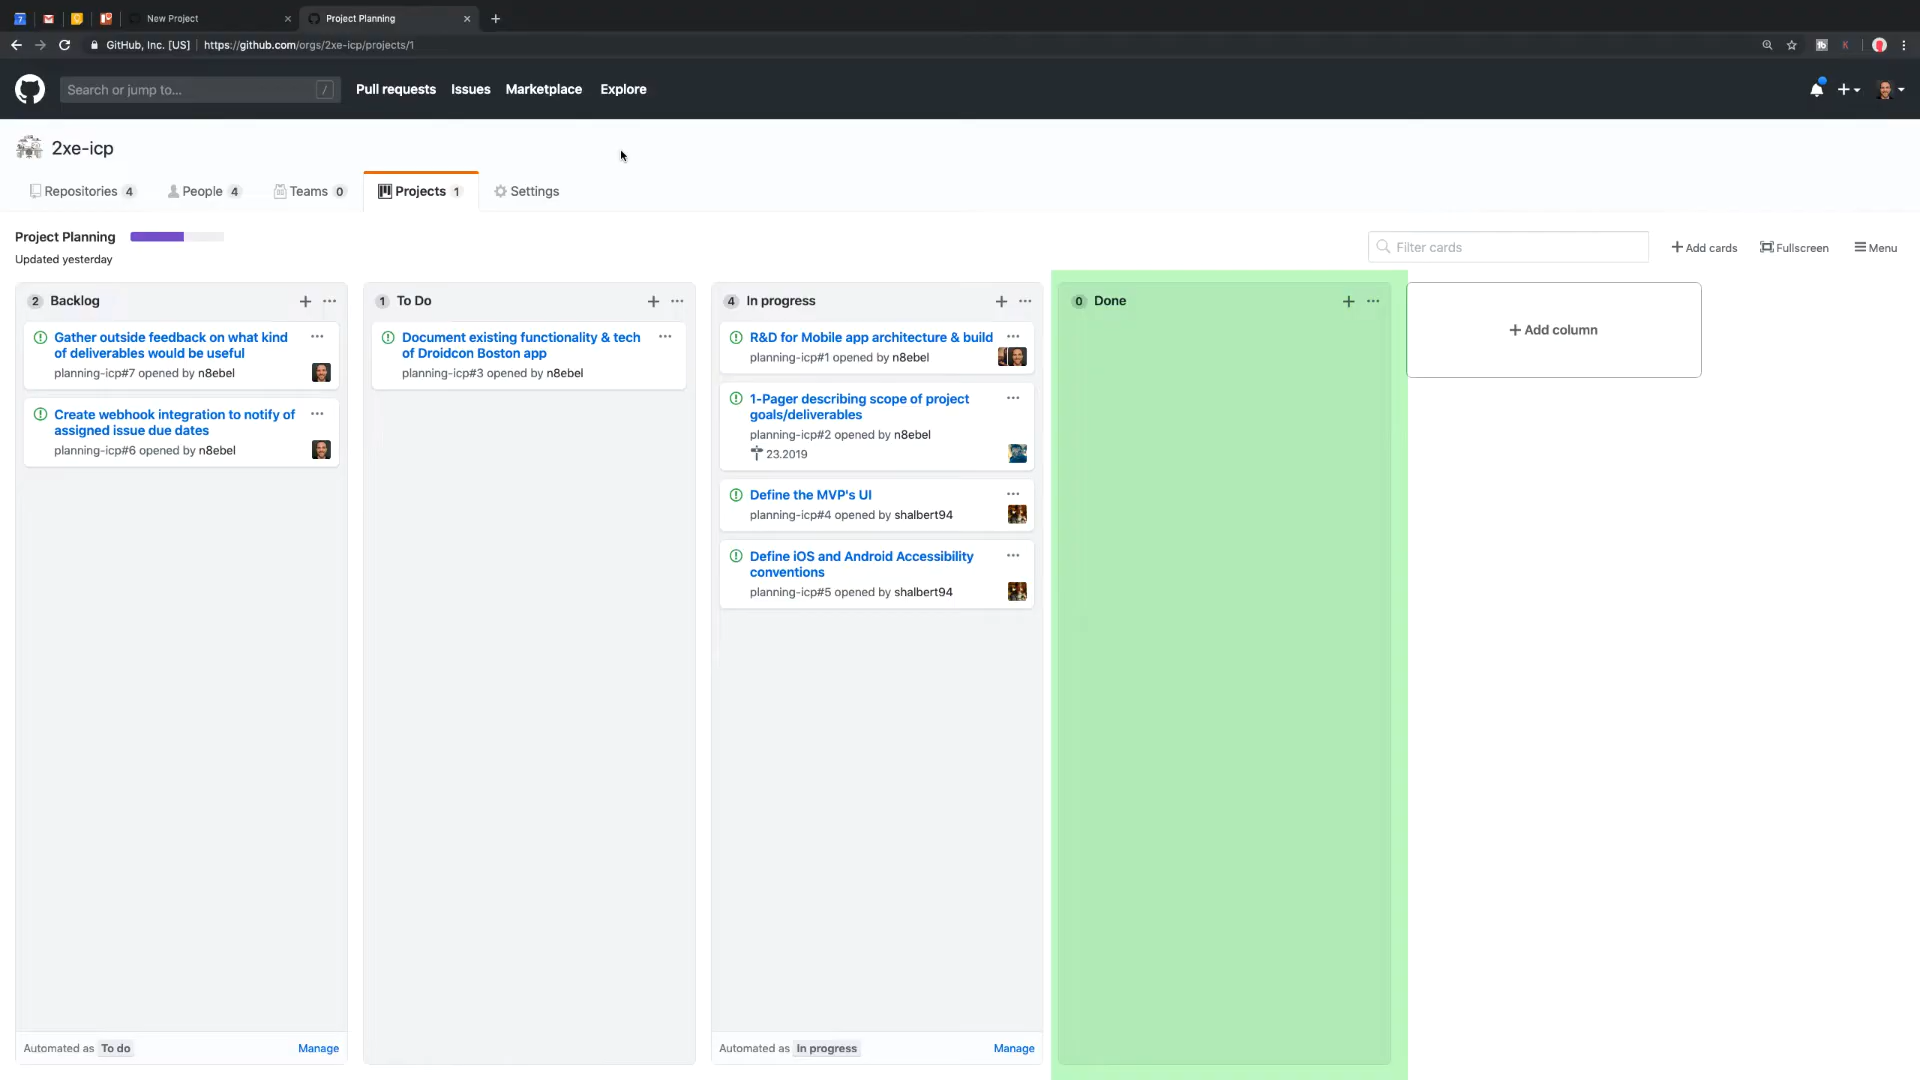 New Project
Project Planning
GitHub, Inc. [US] | https://github.com/orgs/2xe-icp/projects/1
Search or jump to...
/
Pull requests
Issues
Marketplace
Explore
2xe-icp
Repositories 4
People 4
Teams 0
Projects 1
Settings
Project Planning
Updated yesterday
Filter cards
+ Add cards
Fullscreen
Menu
2 Backlog
Gather outside feedback on what kind
of deliverables would be useful
planning-icp#7 opened by n8ebel
Create webhook integration to notify of
assigned issue due dates
planning-icp#6 opened by n8ebel
Automated as To do
Manage
1 To Do
Document existing functionality & tech
of Droidcon Boston app
planning-icp#3 opened by n8ebel
4 In progress
R&D for Mobile app architecture & build
planning-icp#1 opened by n8ebel
1-Pager describing scope of project
goals/deliverables
planning-icp#2 opened by n8ebel
23.2019
Define the MVP's UI
planning-icp#4 opened by shalbert94
Define iOS and Android Accessibility
conventions
planning-icp#5 opened by shalbert94
Automated as In progress
Manage
0 Done
+ Add column